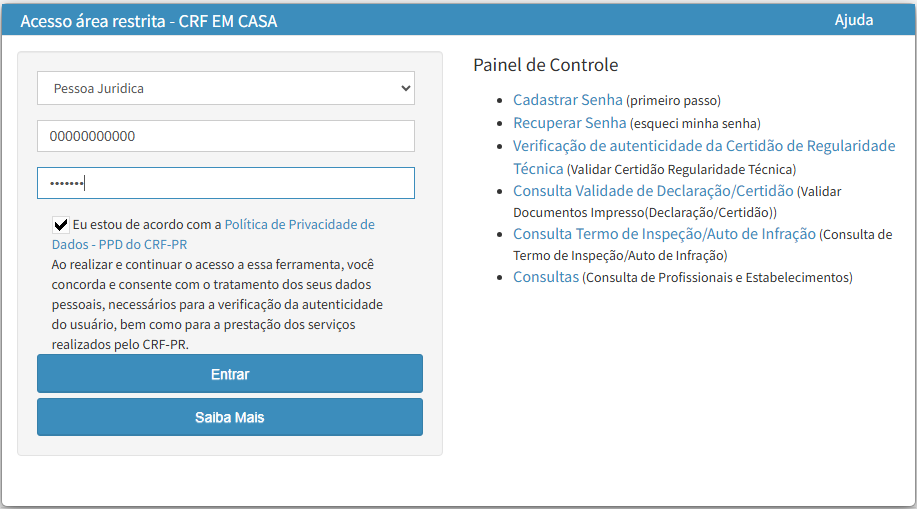 Acesso área restrita - CRF EM CASA
Ajuda
Pessoa Juridica
00000000000
•••••••
Eu estou de acordo com a Política de Privacidade de
Dados - PPD do CRF-PR
Ao realizar e continuar o acesso a essa ferramenta, você
concorda e consente com o tratamento dos seus dados
pessoais, necessários para a verificação da autenticidade
do usuário, bem como para a prestação dos serviços
realizados pelo CRF-PR.
Entrar
Saiba Mais
Painel de Controle
• Cadastrar Senha (primeiro passo)
• Recuperar Senha (esqueci minha senha)
• Verificação de autenticidade da Certidão de Regularidade
Técnica (Validar Certidão Regularidade Técnica)
• Consulta Validade de Declaração/Certidão (Validar
Documentos Impresso(Declaração/Certidão))
• Consulta Termo de Inspeção/Auto de Infração (Consulta de
Termo de Inspeção/Auto de Infração)
• Consultas (Consulta de Profissionais e Estabelecimentos)